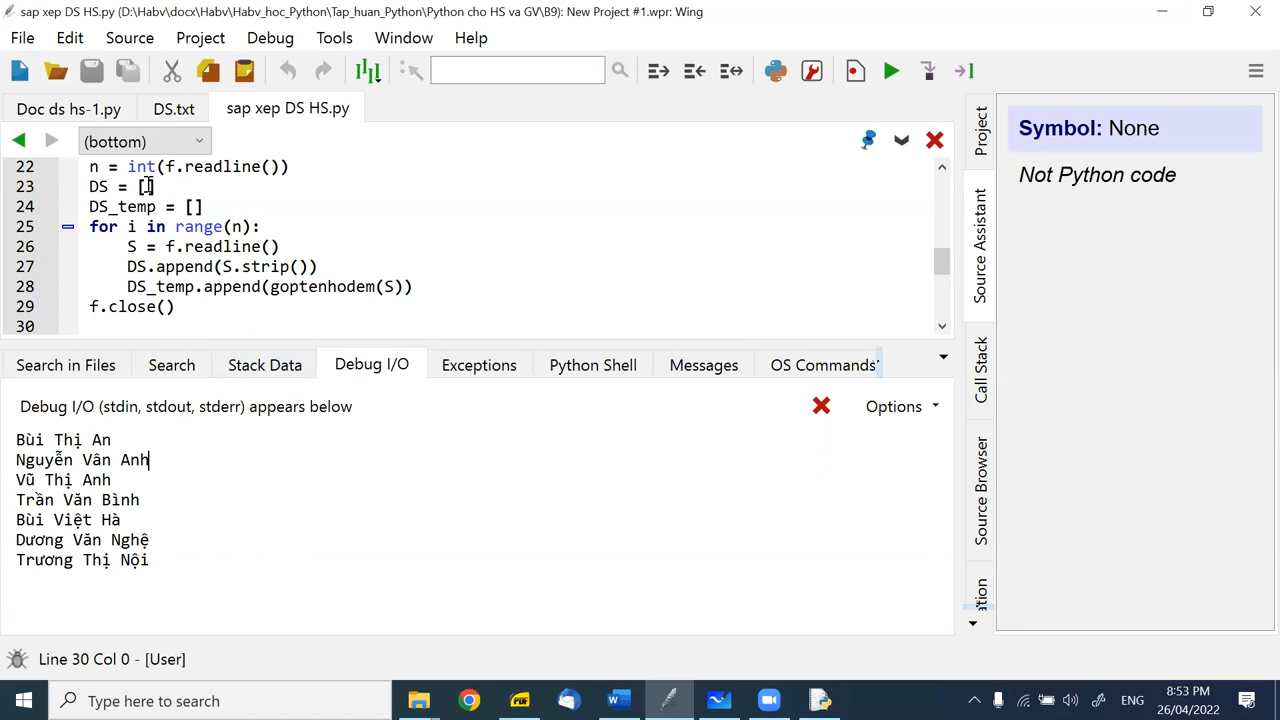 sap xep DS HS.py (D:\Habv\docx\Habv\Habv_hoc_Python\Tap_huan_Python\Python cho HS va GV\B9): New Project #1.wpr: Wing
File Edit Source Project Debug Tools Window Help
Doc ds hs-1.py DS.txt sap xep DS HS.py
(bottom)
22 n = int(f.readline())
23 DS = []
24 DS_temp = []
25 for i in range(n):
26 S = f.readline()
27 DS.append(S.strip())
28 DS_temp.append(goptenhodem(S))
29 f.close()
30
Search in Files Search Stack Data Debug I/O Exceptions Python Shell Messages OS Commands
Debug I/O (stdin, stdout, stderr) appears below
Options
Bùi Thị An
Nguyễn Vân Anh
Vũ Thị Anh
Trần Văn Bình
Bùi Việt Hà
Dương Văn Nghệ
Trương Thị Nội
Project
Source Assistant
Call Stack
Source Browser
Symbol: None
Not Python code
Line 30 Col 0 - [User]
Type here to search
PDF
ENG
8:53 PM
26/04/2022